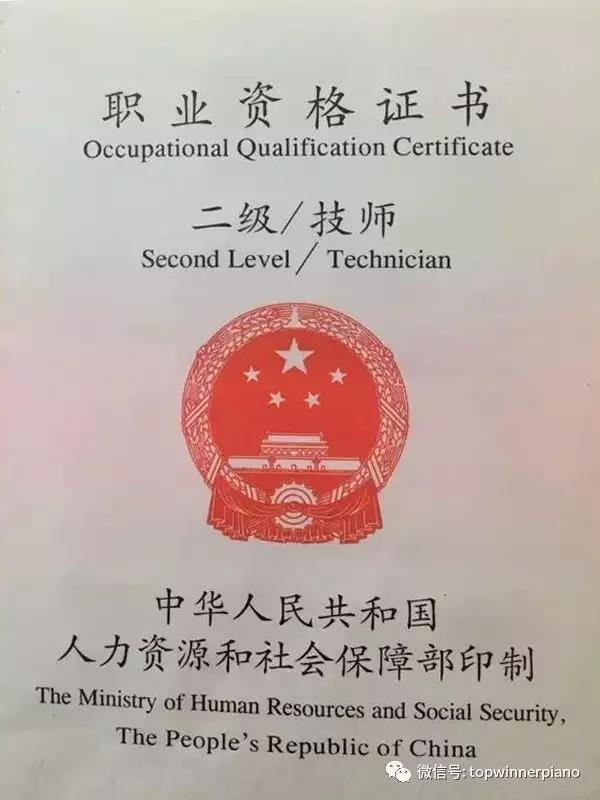 职业资格证书
Occupational Qualification Certificate
二级/技师
Second Level/Technician
中华人民共和国
人力资源和社会保障部印制
The Ministry of Human Resources and Social Security,
The People's Republic of China
微信号: topwinnerpiano